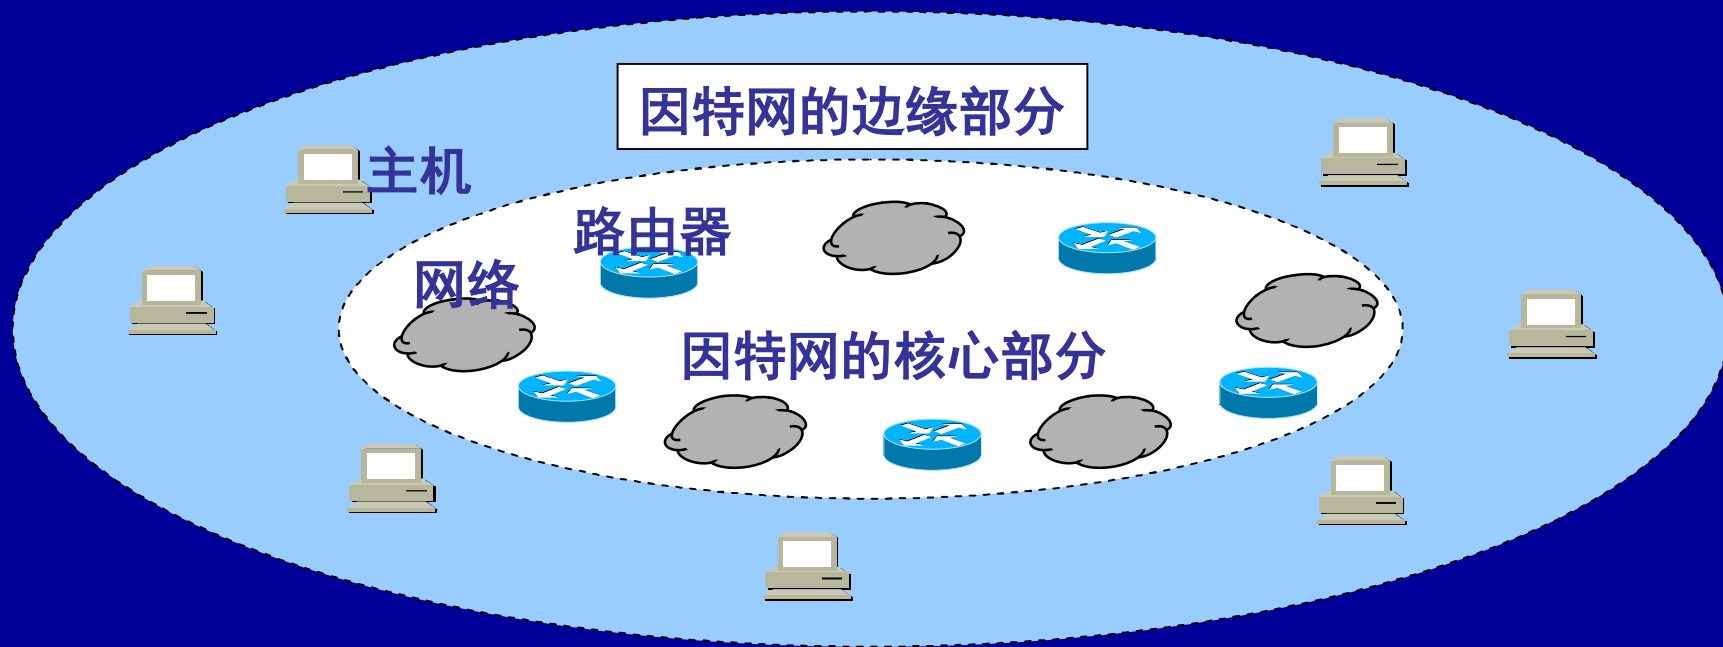 因特网的边缘部分
主机
路由器
网络
因特网的核心部分